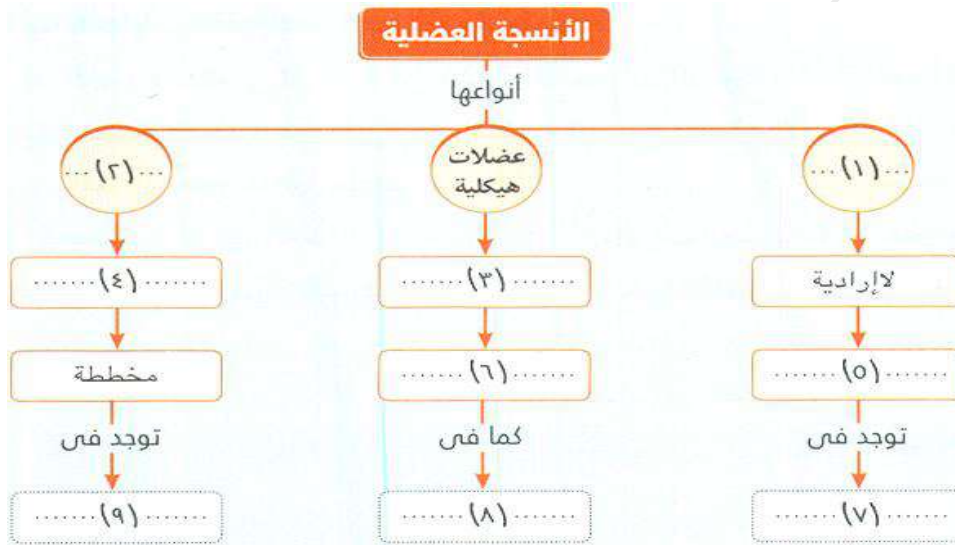 الأنسجة العضلية
أنواعها
...(١)...
عضلات
هيكلية
...(٢)...
لاإرادية
.......(٣).......
.......(٤).......
.......(٥).......
.......(٦).......
مخططة
توجد فى
كما فى
توجد فى
.......(٧).......
.......(٨).......
.......(٩).......